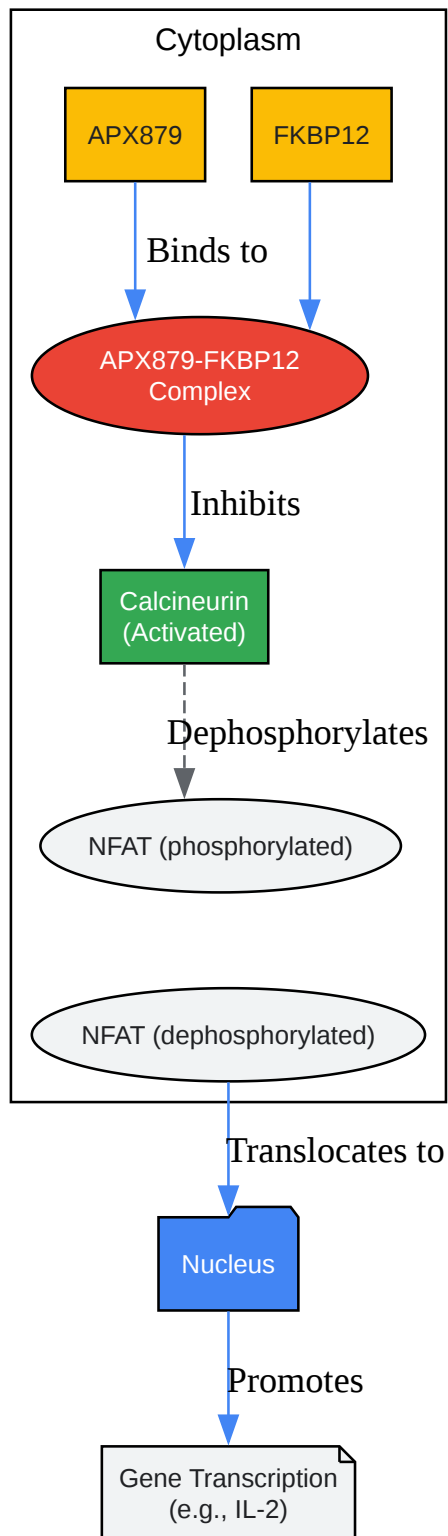 Cytoplasm
APX879
FKBP12
Binds to
APX879-FKBP12
Complex
Inhibits
Calcineurin
(Activated)
Dephosphorylates
NFAT (phosphorylated)
NFAT (dephosphorylated)
Translocates to
Nucleus
Promotes
Gene Transcription
(e.g., IL-2)